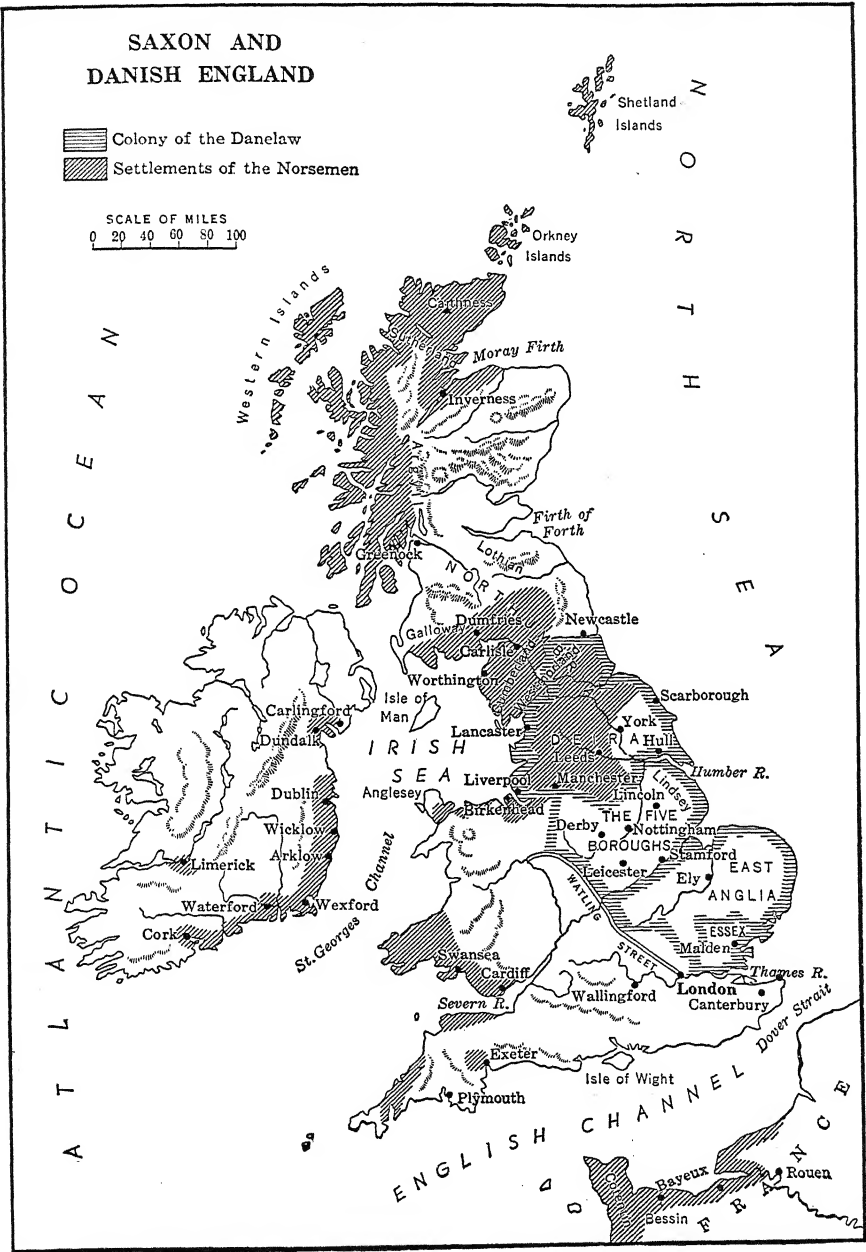 SAXON AND
DANISH ENGLAND
Colony of the Danelaw
Settlements of the Norsemen
SCALE OF MILES
0 20 40 60 80 100
Shetland
Islands
NORTH SEA
Orkney
Islands
Western Islands
Caithness
Sutherland
Moray Firth
Inverness
Argyll
ATLANTIC OCEAN
Firth of
Forth
Lothian
Greenock
NORTH
Dumfries
Newcastle
Galloway
Carlisle
Cumberland
Westmorland
Worthington
Isle of
Man
Scarborough
Carlingford
Dundalk
Lancaster
York
DEIRA
Leeds
Hull
IRISH
SEA
Humber R.
Liverpool
Manchester
Lindsey
Dublin
Anglesey
Birkenhead
Lincoln
THE FIVE
Wicklow
Derby
Nottingham
BOROUGHS
Arklow
Limerick
Stamford
Leicester
EAST
Ely
ANGLIA
WATLING
STREET
Waterford
Wexford
St. Georges Channel
Cork
ESSEX
Malden
Swansea
Cardiff
Thames R.
London
Wallingford
Canterbury
Severn R.
Dover Strait
Exeter
Isle of Wight
Plymouth
ENGLISH CHANNEL
FRANCE
Rouen
Bayeux
Bessin